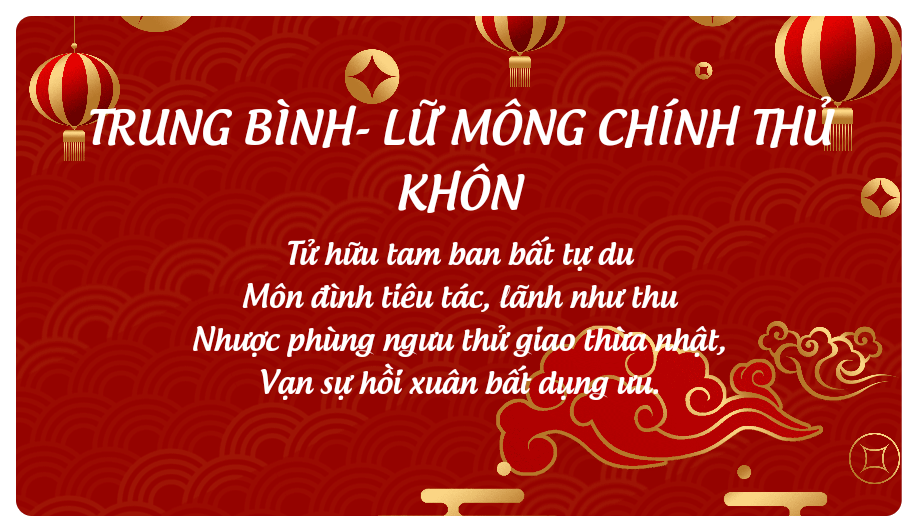 TRUNG BÌNH- LỮ MÔNG CHÍNH THỦ
KHÔN
Tử hữu tam ban bất tự du
Môn đình tiêu tác, lãnh như thu
Nhược phùng ngưu thử giao thừa nhật,
Vạn sự hồi xuân bất dụng ưu.